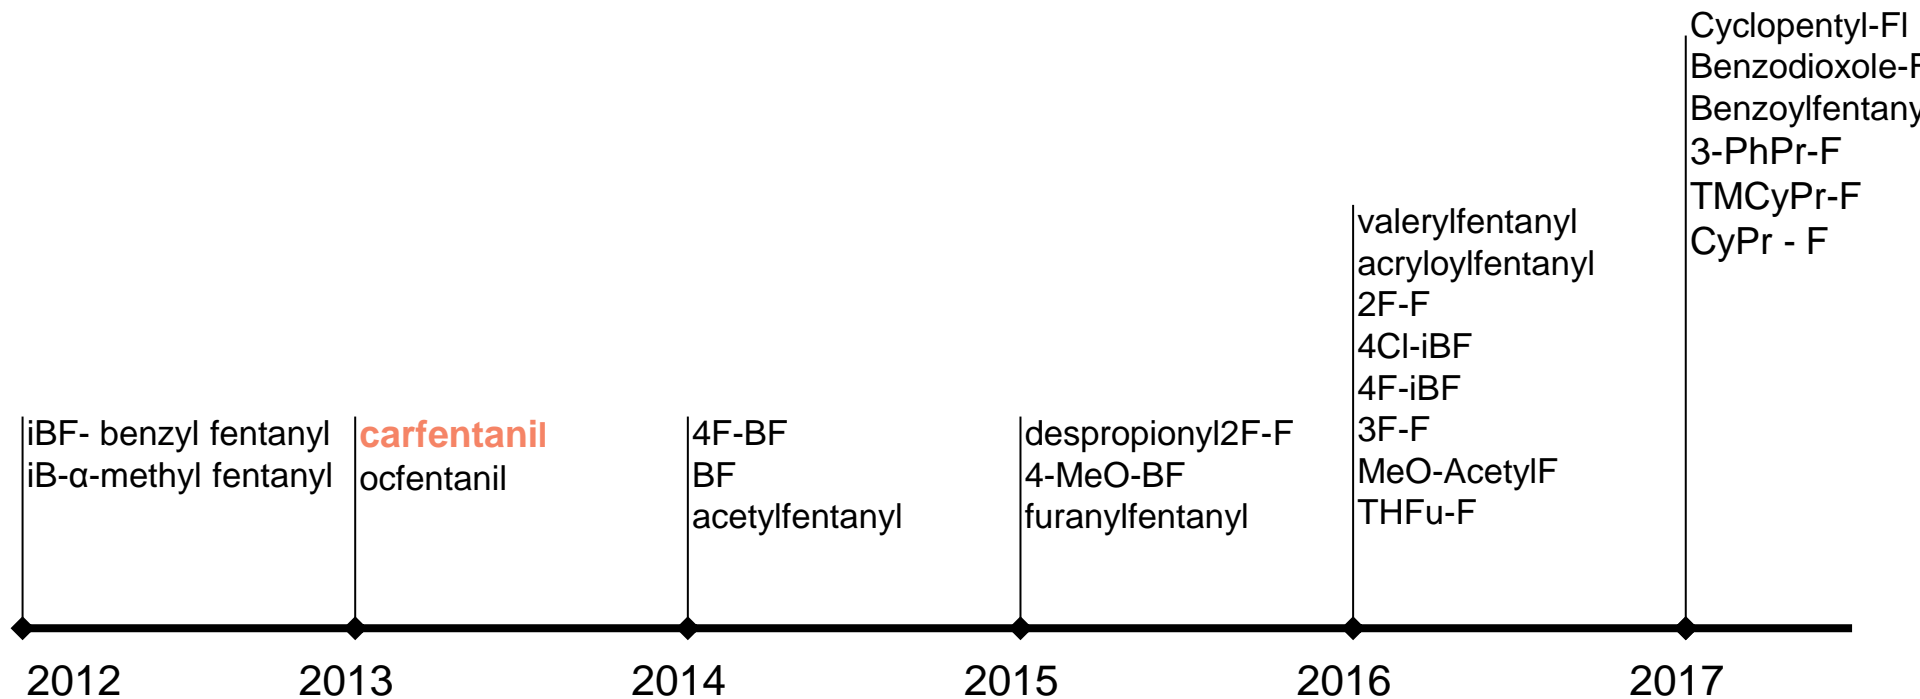 iBF- benzyl fentanyl
iB-α-methyl fentanyl
carfentanil
ocfentanil
4F-BF
BF
acetylfentanyl
despropionyl2F-F
4-MeO-BF
furanylfentanyl
valerylfentanyl
acryloylfentanyl
2F-F
4Cl-iBF
4F-iBF
3F-F
MeO-AcetylF
THFu-F
Cyclopentyl-Fl
Benzodioxole-F
Benzoylfentany
3-PhPr-F
TMCyPr-F
CyPr - F
2012
2013
2014
2015
2016
2017